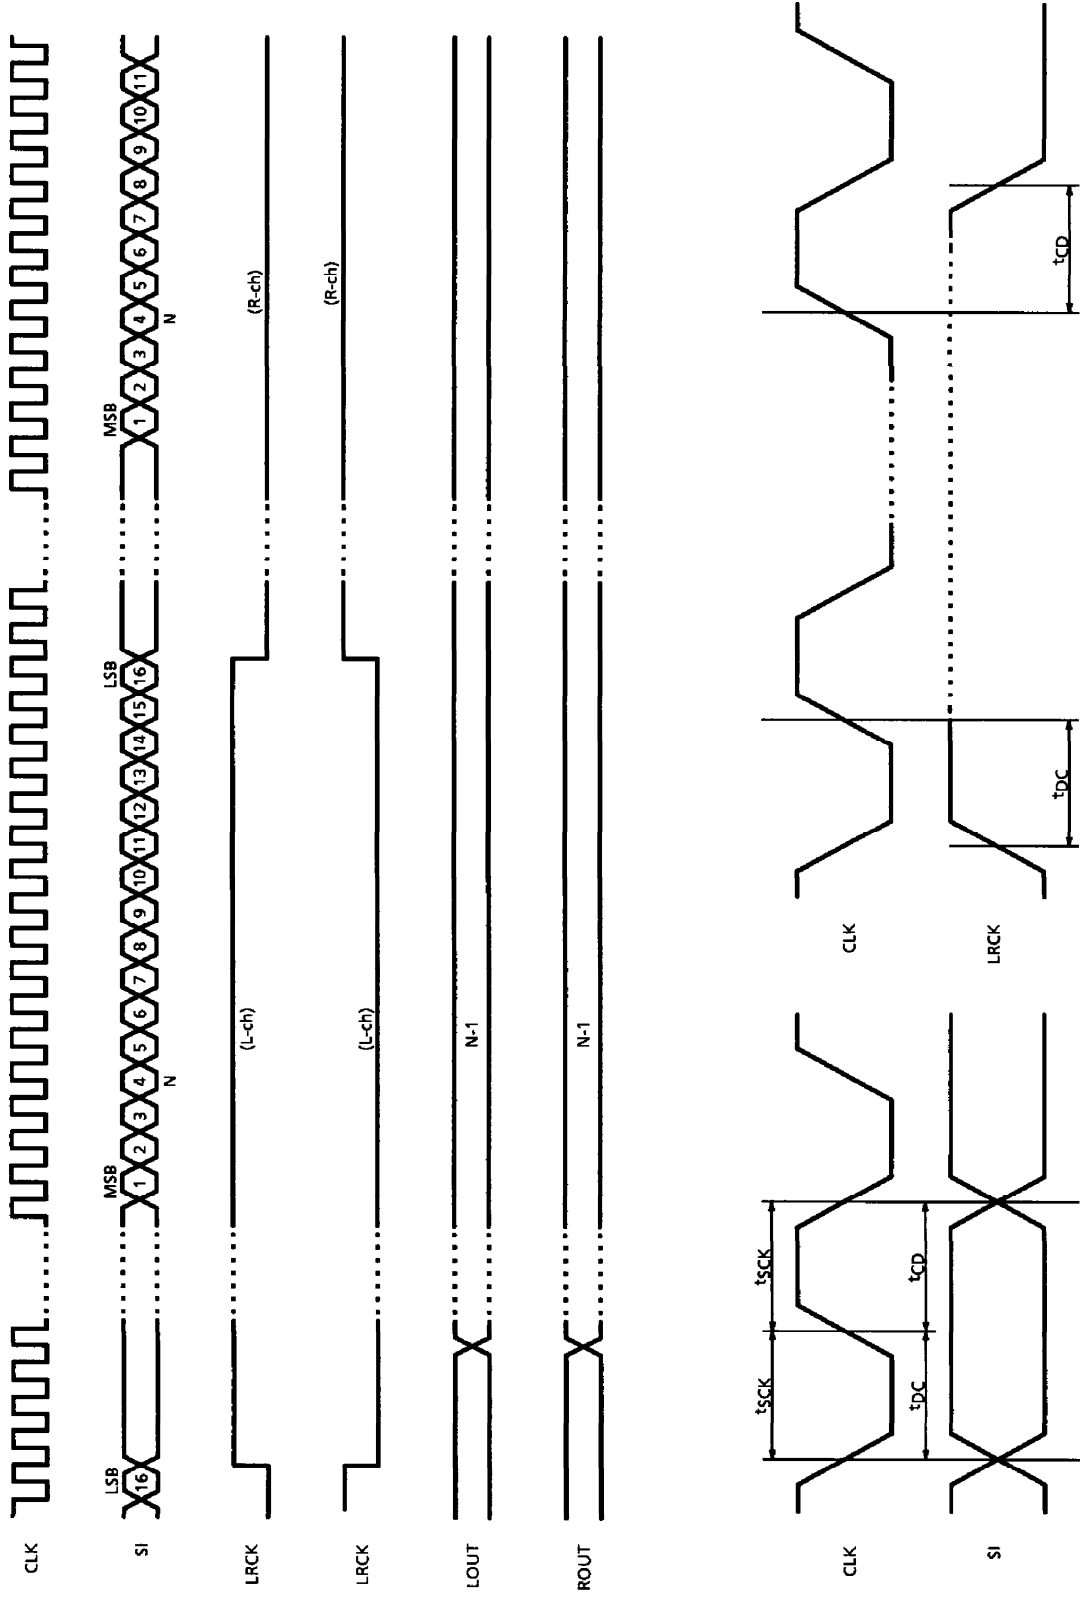 CLK
SI
LSB
16
MSB
1 2 3 4 5 6 7 8 9 10 11 12 13 14 15 16
N
LSB
MSB
1 2 3 4 5 6 7 8 9 10 11
N
LRCK
(L-ch)
(R-ch)
LRCK
(L-ch)
(R-ch)
LOUT
N-1
ROUT
N-1
CLK
tSCK
tSCK
tDC
tCD
SI
CLK
LRCK
tDC
tCD